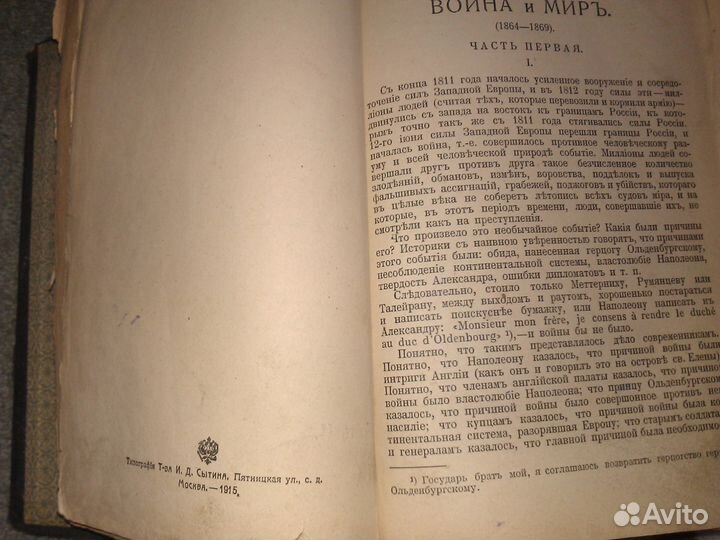 Типографія Т-ва И. Д. Сытина, Пятницкая ул., с. д.
Москва.—1915.
ВОЙНА и МИРЪ.
(1864—1869).
ЧАСТЬ ПЕРВАЯ.
I.
Съ конца 1811 года началось усиленное вооруженіе и сосредо-
точеніе силъ Западной Европы, и въ 1812 году силы эти—мил-
ліоны людей (считая тѣхъ, которые перевозили и кормили армію)—
двинулись съ запада на востокъ къ границамъ Россіи, къ кото-
рымъ точно такъ же съ 1811 года стягивались силы Россіи.
12-го іюня силы Западной Европы перешли границы Россіи, и
началась война, т.-е. совершилось противное человѣческому разу-
му и всей человѣческой природѣ событіе. Милліоны людей со-
вершали другъ противъ друга такое безчисленное количество
злодѣяній, обмановъ, измѣнъ, воровства, поддѣлокъ и выпуска
фальшивыхъ ассигнацій, грабежей, поджоговъ и убійствъ, котораго
въ цѣлые вѣка не соберетъ лѣтопись всѣхъ судовъ міра, и на
которые, въ этотъ періодъ времени, люди, совершавшіе ихъ, не
смотрѣли какъ на преступленія.
Что произвело это необычайное событіе? Какія были причины
его? Историки съ наивною увѣренностью говорятъ, что причинами
этого событія были: обида, нанесенная герцогу Ольденбургскому,
несоблюденіе континентальной системы, властолюбіе Наполеона,
твердость Александра, ошибки дипломатовъ и т. п.
Слѣдовательно, стоило только Меттерниху, Румянцеву или
Талейрану, между выходомъ и раутомъ, хорошенько постараться
и написать поискуснѣе бумажку, или Наполеону написать къ
Александру: «Monsieur mon frère, je consens à rendre le duché
au duc d'Oldenbourg» ¹),—и войны бы не было.
Понятно, что такимъ представлялось дѣло современникамъ.
Понятно, что Наполеону казалось, что причиной войны были
интриги Англіи (какъ онъ и говорилъ это на островѣ св. Елены)
Понятно, что членамъ англійской палаты казалось, что причиной
войны было властолюбіе Наполеона; что принцу Ольденбургскому
казалось, что причиной войны было совершенное противъ него
насиліе; что купцамъ казалось, что причиной войны была кон-
тинентальная система, разорявшая Европу; что старымъ солдатам
и генераламъ казалось, что главной причиной была необходимос
¹) Государь братъ мой, я соглашаюсь возвратить герцогство герц
Ольденбургскому.
Avito